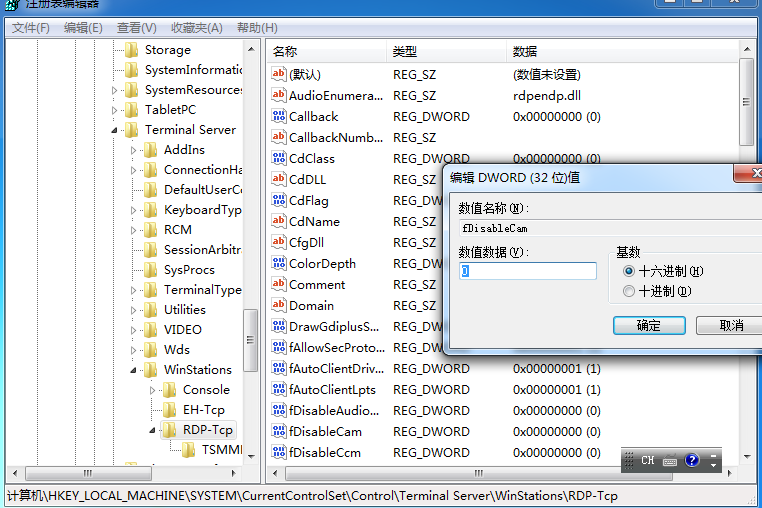 注册表编辑器
文件(F) 编辑(E) 查看(V) 收藏夹(A) 帮助(H)
Storage
SystemInformatic
SystemResources
TabletPC
Terminal Server
AddIns
ConnectionHa
DefaultUserCo
KeyboardTyp
RCM
SessionArbitra
SysProcs
TerminalType
Utilities
VIDEO
Wds
WinStations
Console
EH-Tcp
RDP-Tcp
TSMMI
名称 类型 数据
(默认) REG_SZ (数值未设置)
AudioEnumera... REG_SZ rdpendp.dll
Callback REG_DWORD 0x00000000 (0)
CallbackNumb... REG_SZ
CdClass REG_DWORD 0x00000000 (0)
CdDLL REG_SZ
CdFlag REG_DW
CdName REG_SZ
CfgDll REG_SZ
ColorDepth REG_DW
Comment REG_SZ
Domain REG_SZ
DrawGdiplusS... REG_DW
fAllowSecProto... REG_DW
fAutoClientDriv... REG_DWORD 0x00000001 (1)
fAutoClientLpts REG_DWORD 0x00000001 (1)
fDisableAudio... REG_DWORD 0x00000000 (0)
fDisableCam REG_DWORD 0x00000000 (0)
fDisableCcm REG_DWORD 0x00000000 (0)
编辑 DWORD (32 位)值
数值名称(N):
fDisableCam
数值数据(V):
0
基数
十六进制(H)
十进制(D)
确定 取消
CH
计算机\HKEY_LOCAL_MACHINE\SYSTEM\CurrentControlSet\Control\Terminal Server\WinStations\RDP-Tcp